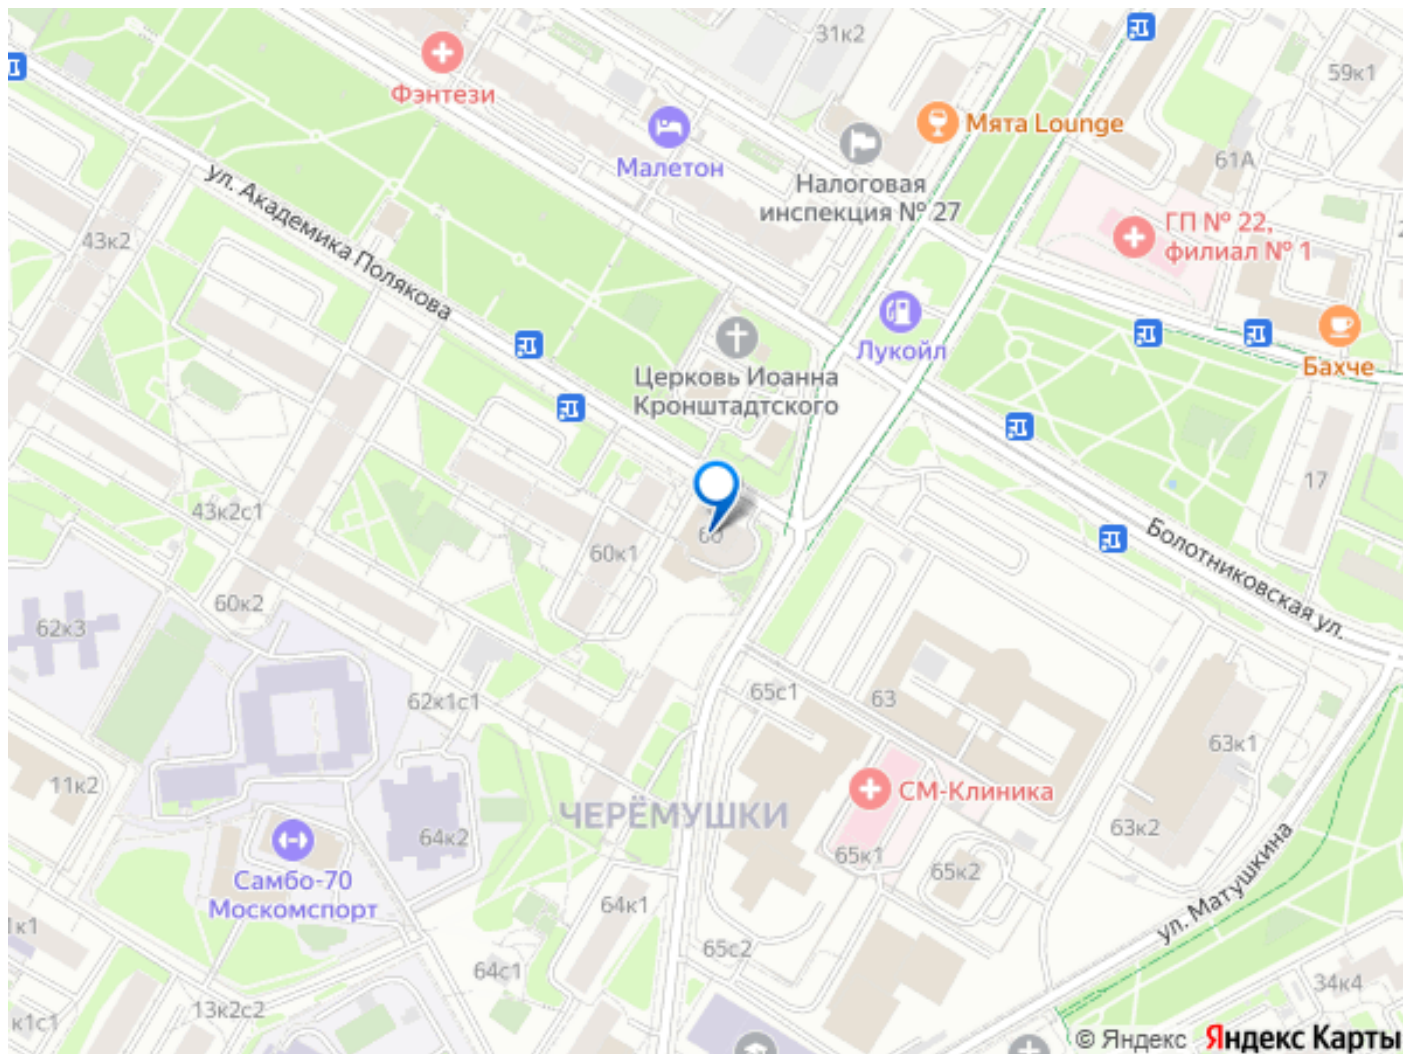 31к2
59к1
Фэнтези
Мята Lounge
Малетон
61А
Налоговая
инспекция № 27
ГП № 22,
филиал № 1
ул. Академика Полякова
43к2
Лукойл
Бахче
Церковь Иоанна
Кронштадтского
17
43к2с1
60
60к1
Болотниковская ул.
60к2
62к3
62к1с1
65с1
63
63к1
11к2
СМ-Клиника
ЧЕРЁМУШКИ
64к2
63к2
65к1
65к2
Самбо-70
Москомспорт
64к1
ул. Матушкина
1к1
65с2
64с1
34к4
13к2с2
к1с1
© Яндекс Яндекс Карты